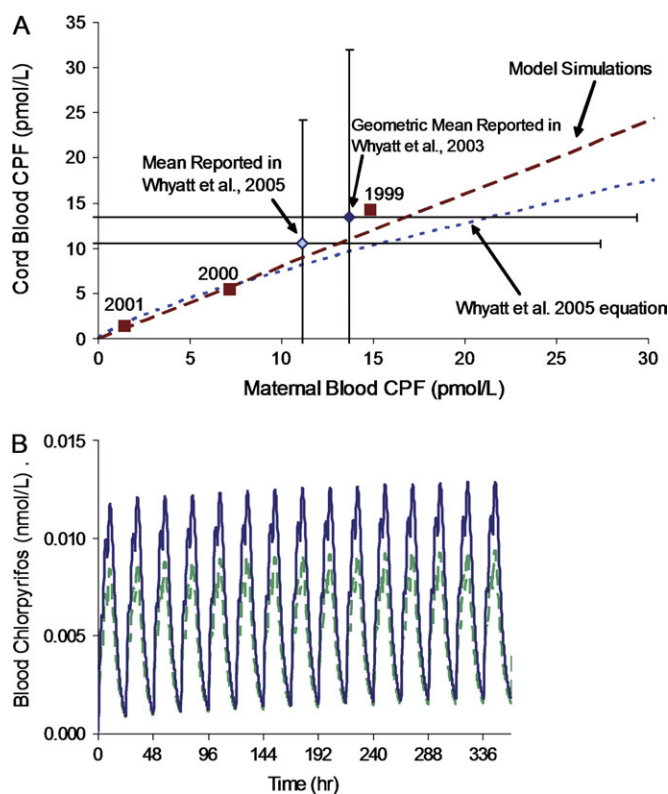 A
35
30
25
20
15
10
5
0
Cord Blood CPF (pmol/L)
Model Simulations
Geometric Mean Reported in
Whyatt et al., 2003
Mean Reported in
Whyatt et al., 2005
1999
2000
2001
Whyatt et al. 2005 equation
0 5 10 15 20 25 30
Maternal Blood CPF (pmol/L)
B
0.015
0.010
0.005
0.000
Blood Chlorpyrifos (nmol/L) .
0 48 96 144 192 240 288 336
Time (hr)